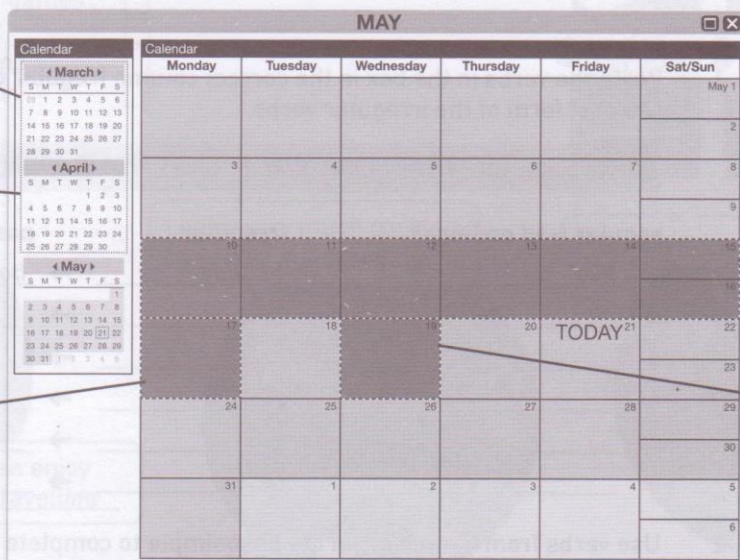 MAY
Calendar
March
S M T W T F S
28 1 2 3 4 5 6
7 8 9 10 11 12 13
14 15 16 17 18 19 20
21 22 23 24 25 26 27
28 29 30 31
April
S M T W T F S
1 2 3
4 5 6 7 8 9 10
11 12 13 14 15 16 17
18 19 20 21 22 23 24
25 26 27 28 29 30
May
S M T W T F S
1
2 3 4 5 6 7 8
9 10 11 12 13 14 15
16 17 18 19 20 21 22
23 24 25 26 27 28 29
30 31 1 2 3 4 5
Calendar
Monday Tuesday Wednesday Thursday Friday Sat/Sun
May 1
2
3 4 5 6 7 8
9
10 11 12 13 14 15
16
17 18 19 20 TODAY 21 22
23
24 25 26 27 28 29
30
31 1 2 3 4 5
6